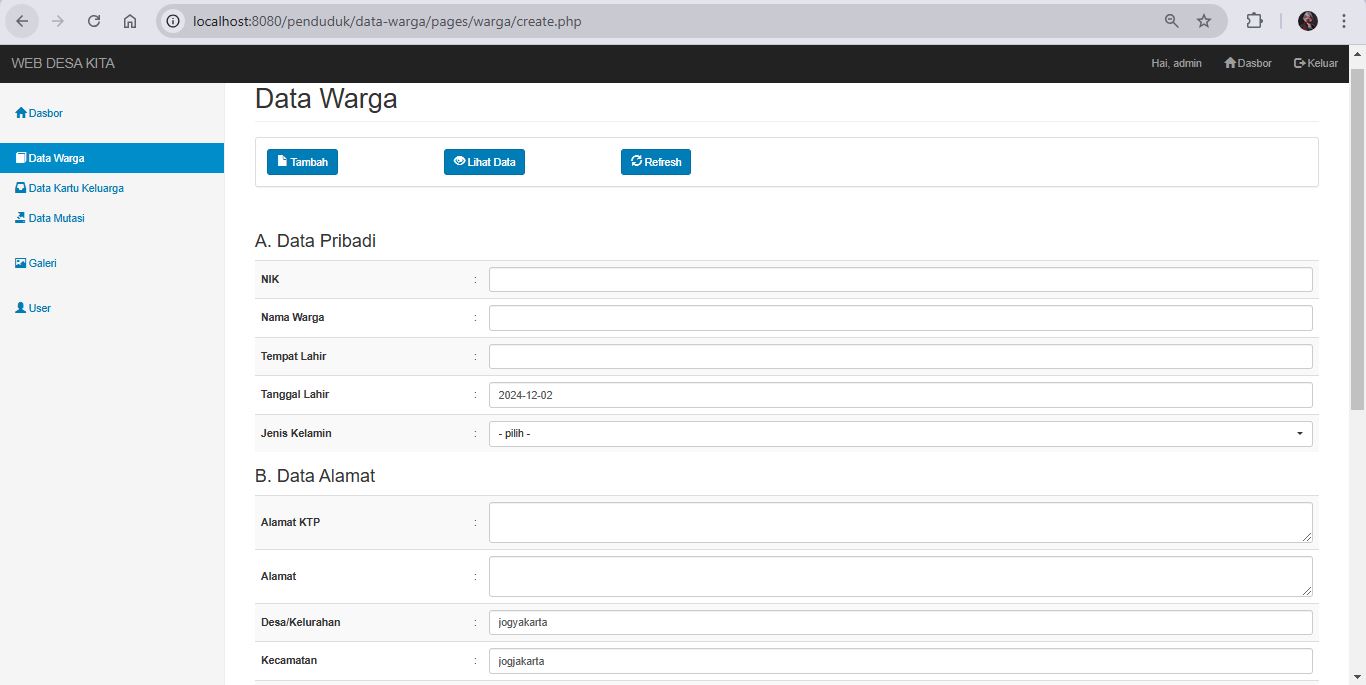 localhost:8080/penduduk/data-warga/pages/warga/create.php
WEB DESA KITA
Hai, admin Dasbor Keluar
Dasbor
Data Warga
Data Kartu Keluarga
Data Mutasi
Galeri
User
Data Warga
Tambah Lihat Data Refresh
A. Data Pribadi
NIK :
Nama Warga :
Tempat Lahir :
Tanggal Lahir : 2024-12-02
Jenis Kelamin : - pilih -
B. Data Alamat
Alamat KTP :
Alamat :
Desa/Kelurahan : jogyakarta
Kecamatan : jogjakarta